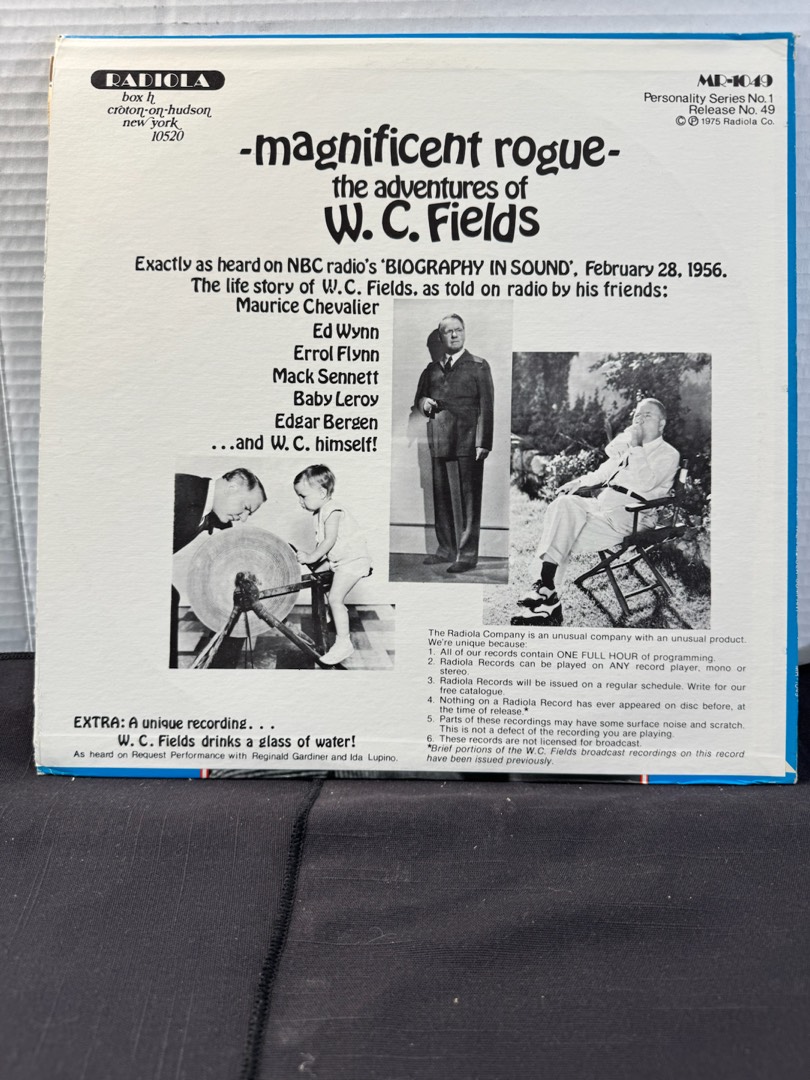 RADIOLA
box h
croton-on-hudson
new york
10520
MR-1049
Personality Series No.1
Release No. 49
© ℗ 1975 Radiola Co.
-magnificent rogue-
the adventures of
W. C. Fields
Exactly as heard on NBC radio's 'BIOGRAPHY IN SOUND', February 28, 1956.
The life story of W.C. Fields, as told on radio by his friends:
Maurice Chevalier
Ed Wynn
Errol Flynn
Mack Sennett
Baby Leroy
Edgar Bergen
...and W. C. himself!
The Radiola Company is an unusual company with an unusual product.
We're unique because:
1. All of our records contain ONE FULL HOUR of programming.
2. Radiola Records can be played on ANY record player, mono or
stereo.
3. Radiola Records will be issued on a regular schedule. Write for our
free catalogue.
4. Nothing on a Radiola Record has ever appeared on disc before, at
the time of release.*
5. Parts of these recordings may have some surface noise and scratch.
This is not a defect of the recording you are playing.
6. These records are not licensed for broadcast.
*Brief portions of the W.C. Fields broadcast recordings on this record
have been issued previously.
EXTRA: A unique recording. . .
W. C. Fields drinks a glass of water!
As heard on Request Performance with Reginald Gardiner and Ida Lupino.